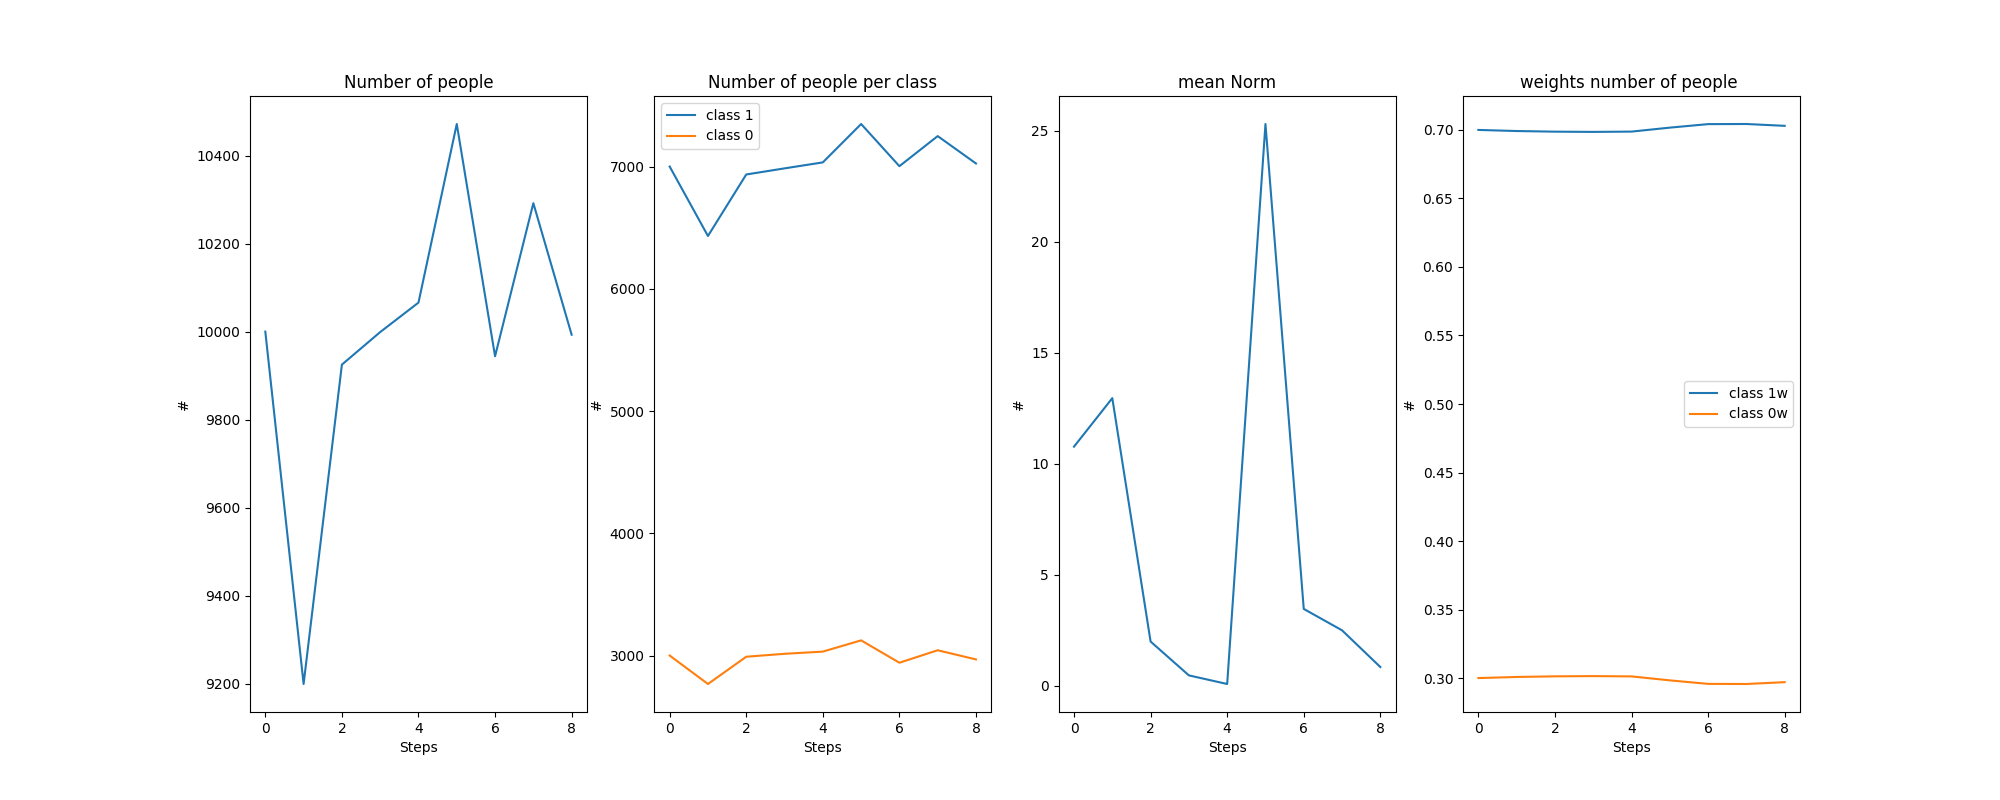 Number of people
10400
10200
10000
9800
9600
9400
9200
#
0 2 4 6 8
Steps
Number of people per class
class 1
class 0
7000
6000
5000
4000
3000
#
0 2 4 6 8
Steps
mean Norm
25
20
15
10
5
0
#
0 2 4 6 8
Steps
weights number of people
0.70
0.65
0.60
0.55
0.50
0.45
0.40
0.35
0.30
#
class 1w
class 0w
0 2 4 6 8
Steps